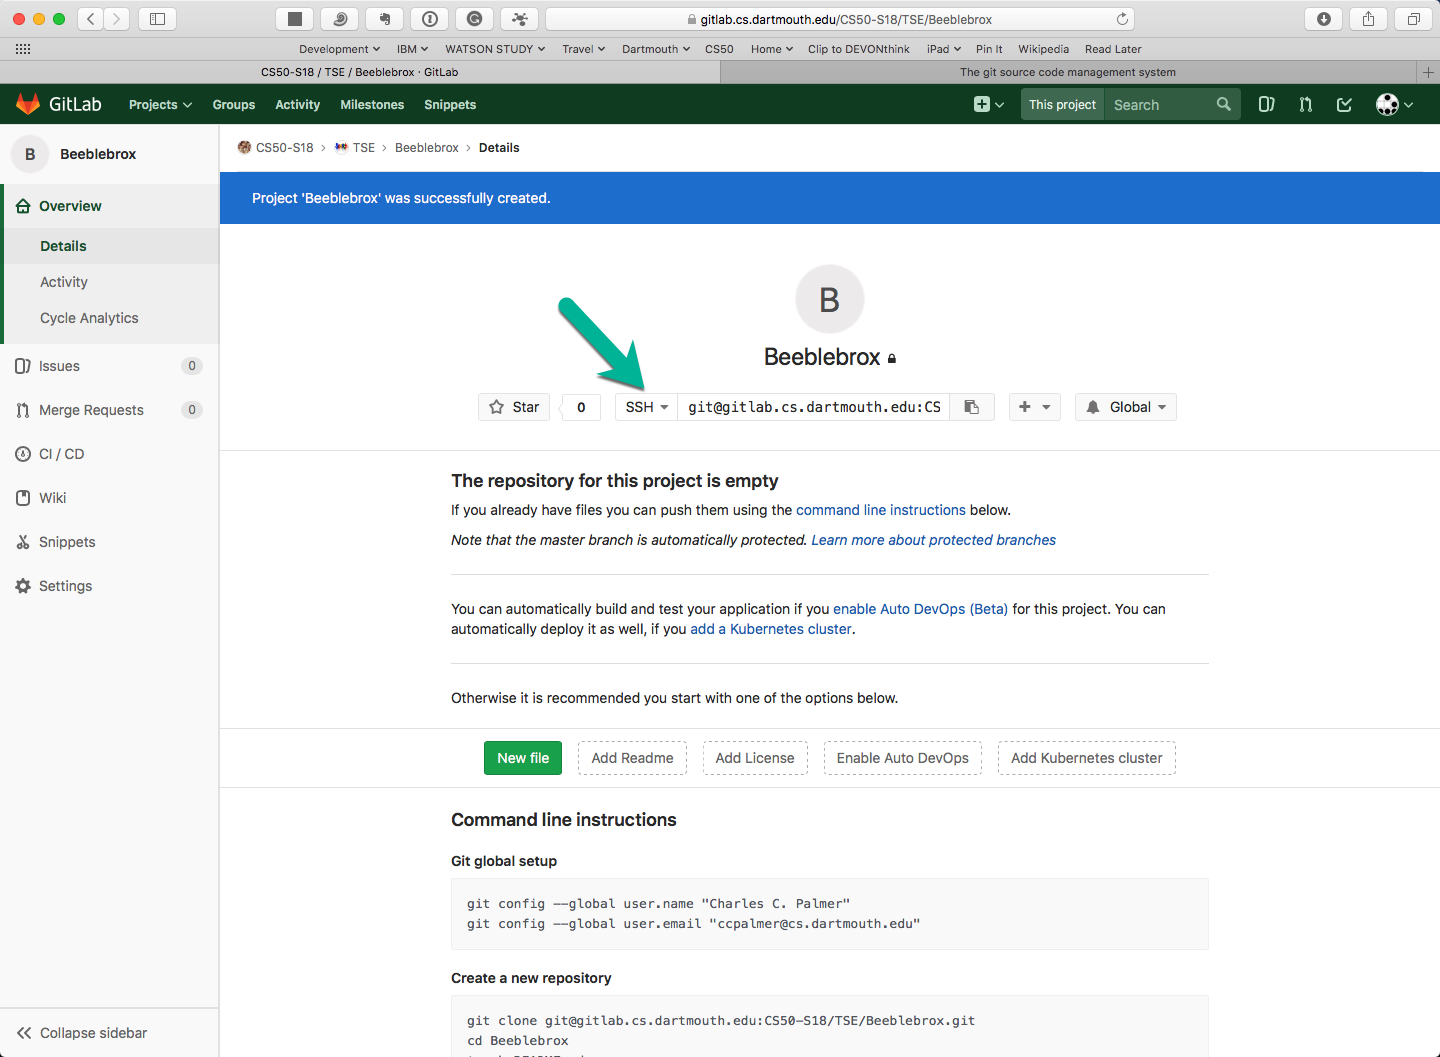 gitlab.cs.dartmouth.edu/CS50-S18/TSE/Beeblebrox
Development IBM WATSON STUDY Travel Dartmouth CS50 Home Clip to DEVONthink iPad Pin It Wikipedia Read Later
CS50-S18 / TSE / Beeblebrox · GitLab The git source code management system
GitLab Projects Groups Activity Milestones Snippets This project Search
B Beeblebrox
CS50-S18 › TSE › Beeblebrox › Details
Project 'Beeblebrox' was successfully created.
Overview
Details
Activity
Cycle Analytics
Issues 0
Merge Requests 0
CI / CD
Wiki
Snippets
Settings
Collapse sidebar
B
Beeblebrox
Star 0 SSH git@gitlab.cs.dartmouth.edu:CS Global
The repository for this project is empty
If you already have files you can push them using the command line instructions below.
Note that the master branch is automatically protected. Learn more about protected branches
You can automatically build and test your application if you enable Auto DevOps (Beta) for this project. You can
automatically deploy it as well, if you add a Kubernetes cluster.
Otherwise it is recommended you start with one of the options below.
New file Add Readme Add License Enable Auto DevOps Add Kubernetes cluster
Command line instructions
Git global setup
git config --global user.name "Charles C. Palmer"
git config --global user.email "ccpalmer@cs.dartmouth.edu"
Create a new repository
git clone git@gitlab.cs.dartmouth.edu:CS50-S18/TSE/Beeblebrox.git
cd Beeblebrox